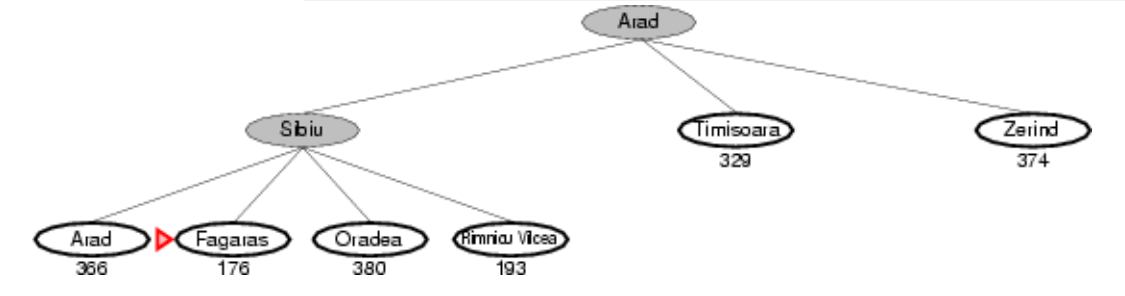 Arad
Sibiu
Timisoara
Zerind
329
374
Arad
Fagaras
Oradea
Rimnicu Vilcea
366
176
380
193